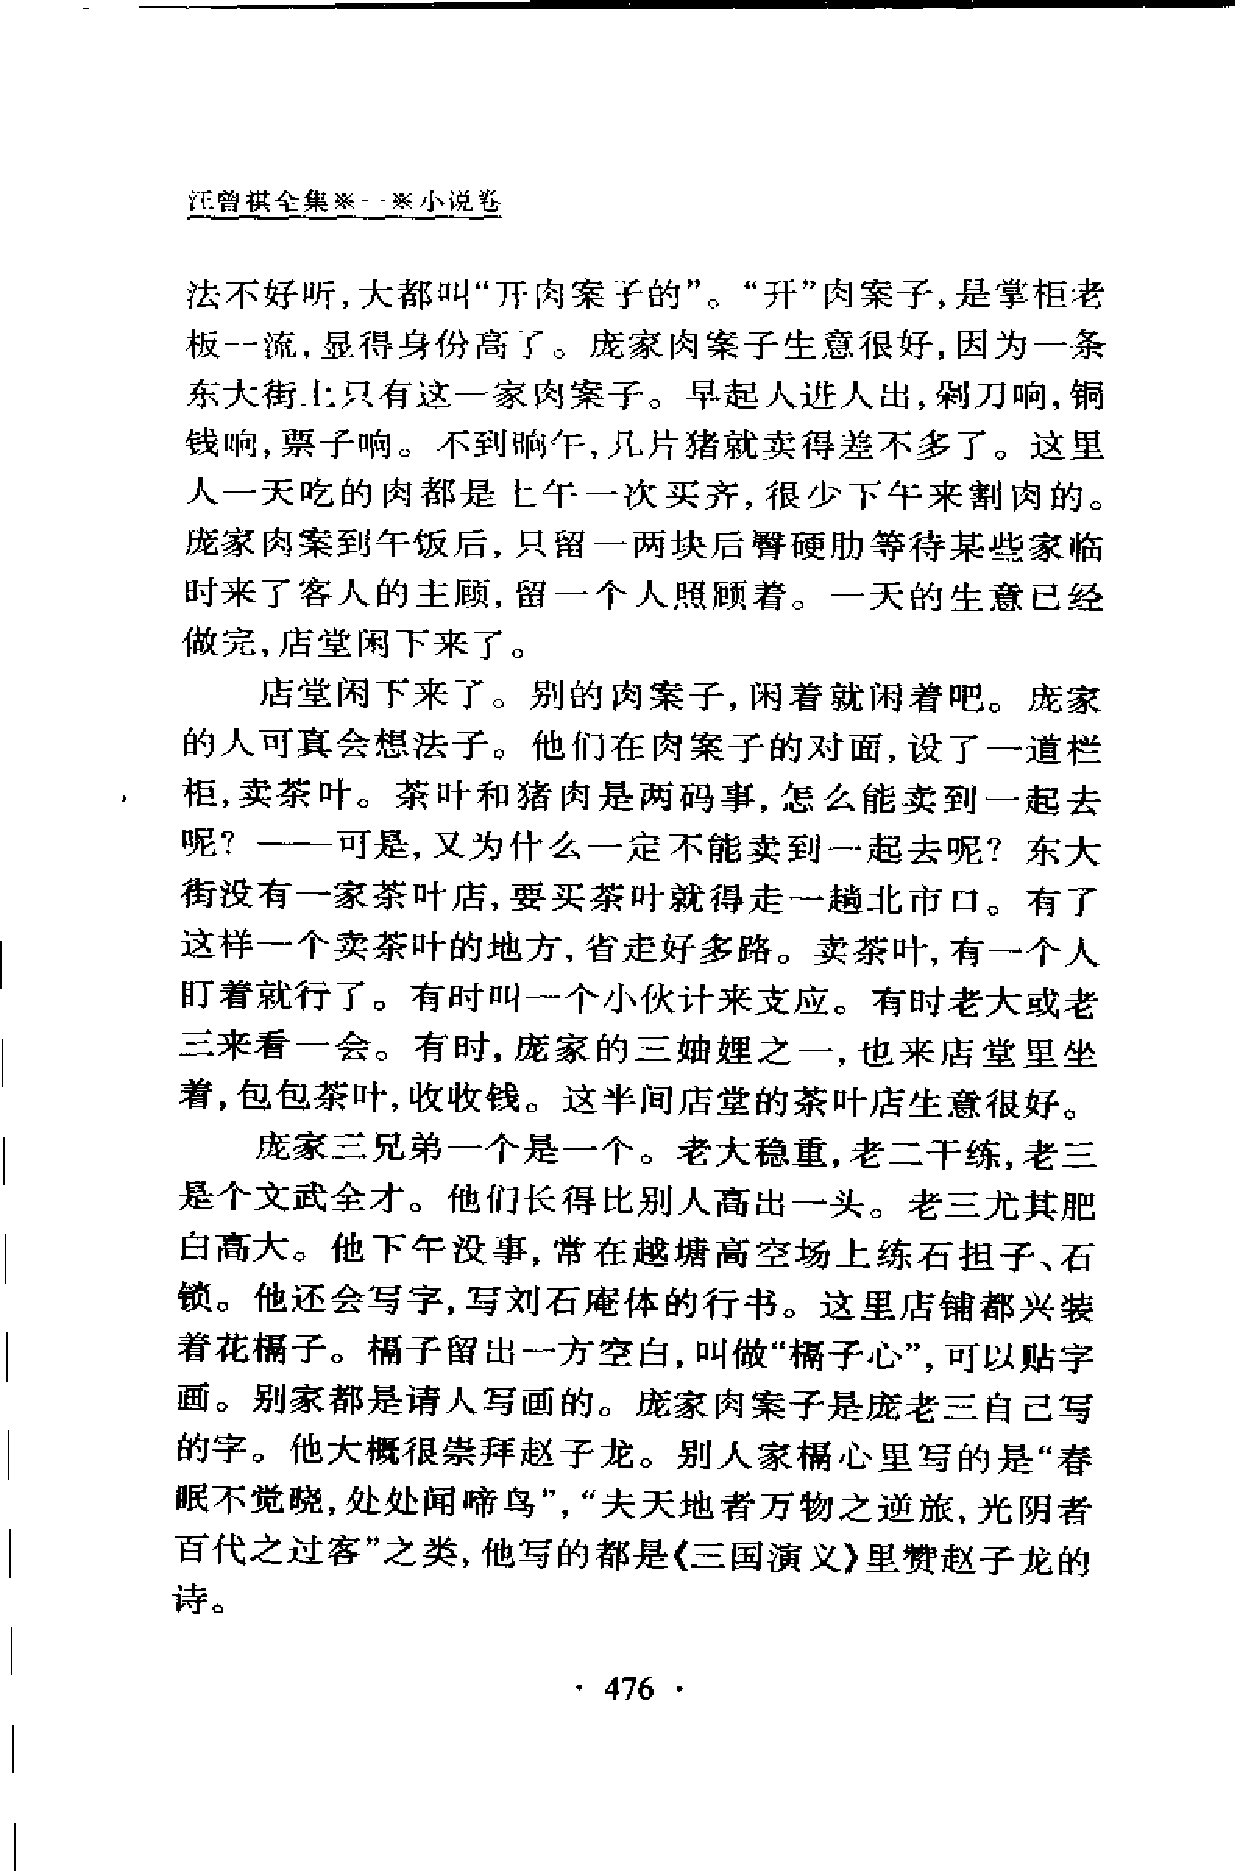 汪曾祺全集※一※小说卷
法不好听,大都叫“开肉案子的”。“开”肉案子,是掌柜老
板一流,显得身份高了。庞家肉案子生意很好,因为一条
东大街上只有这一家肉案子。早起人进人出,剁刀响,铜
钱响,票子响。不到晌午,几片猪就卖得差不多了。这里
人一天吃的肉都是上午一次买齐,很少下午来割肉的。
庞家肉案到午饭后,只留一两块后臀硬肋等待某些家临
时来了客人的主顾,留一个人照顾着。一天的生意已经
做完,店堂闲下来了。
店堂闲下来了。别的肉案子,闲着就闲着吧。庞家
的人可真会想法子。他们在肉案子的对面,设了一道栏
柜,卖茶叶。茶叶和猪肉是两码事,怎么能卖到一起去
呢?——可是,又为什么一定不能卖到一起去呢?东大
街没有一家茶叶店,要买茶叶就得走一趟北市口。有了
这样一个卖茶叶的地方,省走好多路。卖茶叶,有一个人
盯着就行了。有时叫一个小伙计来支应。有时老大或老
三来看一会。有时,庞家的三妯娌之一,也来店堂里坐
着,包包茶叶,收收钱。这半间店堂的茶叶店生意很好。
庞家三兄弟一个是一个。老大稳重,老二干练,老三
是个文武全才。他们长得比别人高出一头。老三尤其肥
白高大。他下午没事,常在越塘高空场上练石担子、石
锁。他还会写字,写刘石庵体的行书。这里店铺都兴装
着花槅子。槅子留出一方空白,叫做“槅子心”,可以贴字
画。别家都是请人写画的。庞家肉案子是庞老三自己写
的字。他大概很崇拜赵子龙。别人家槅心里写的是“春
眠不觉晓,处处闻啼鸟”,“夫天地者万物之逆旅,光阴者
百代之过客”之类,他写的都是《三国演义》里赞赵子龙的
诗。
· 476 ·